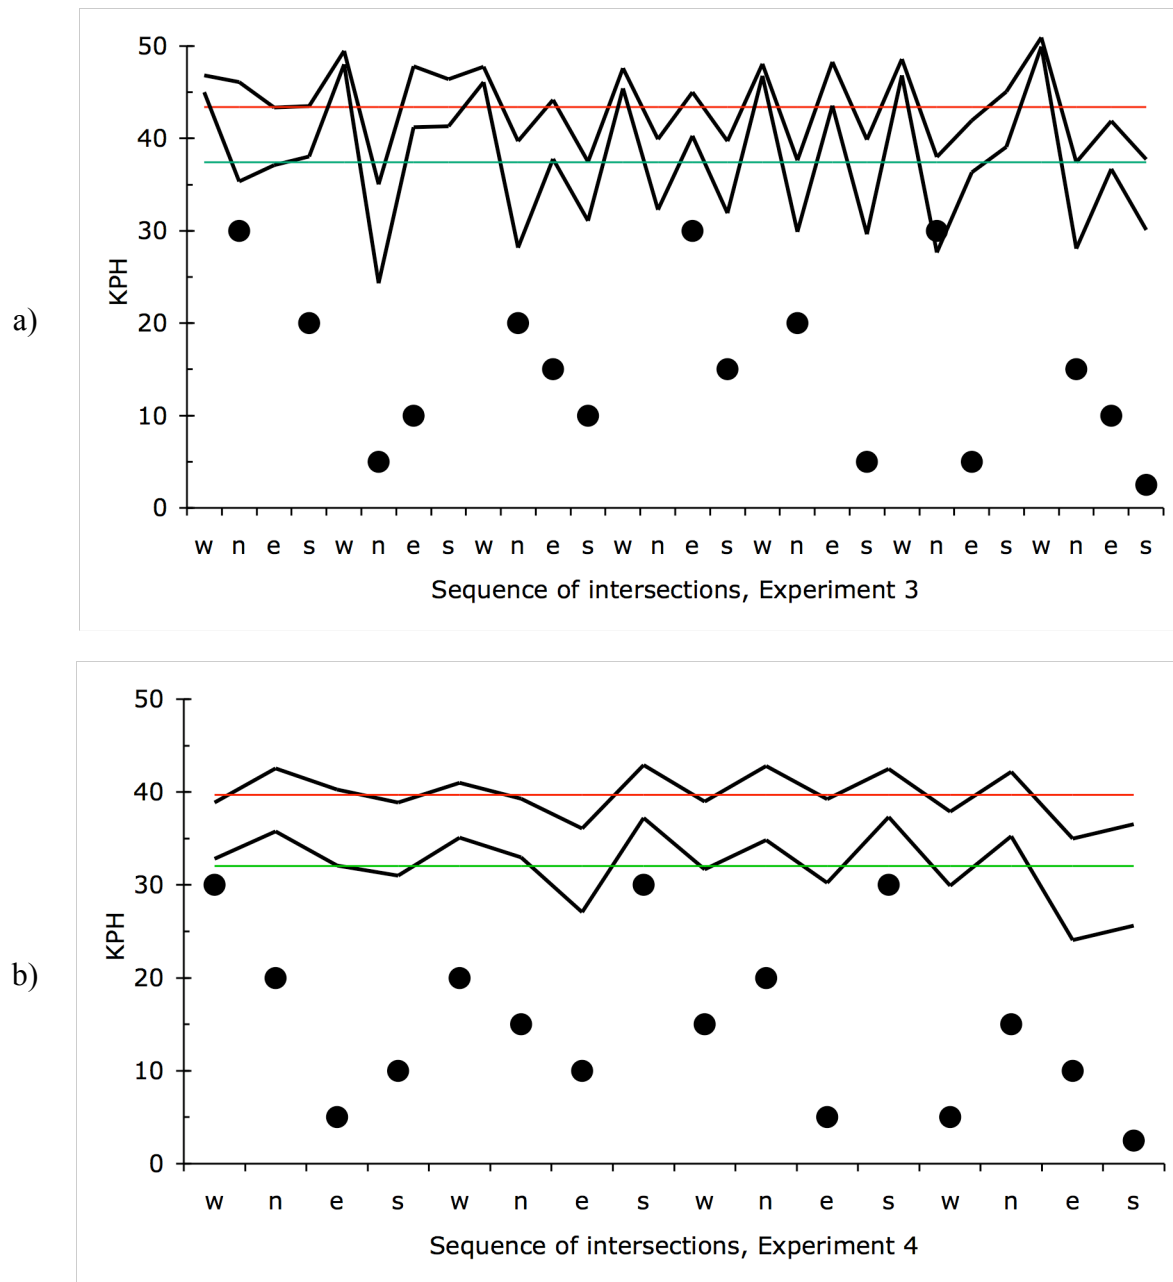 a)
KPH
50
40
30
20
10
0
w n e s w n e s w n e s w n e s w n e s w n e s w n e s
Sequence of intersections, Experiment 3
b)
KPH
50
40
30
20
10
0
w n e s w n e s w n e s w n e s
Sequence of intersections, Experiment 4